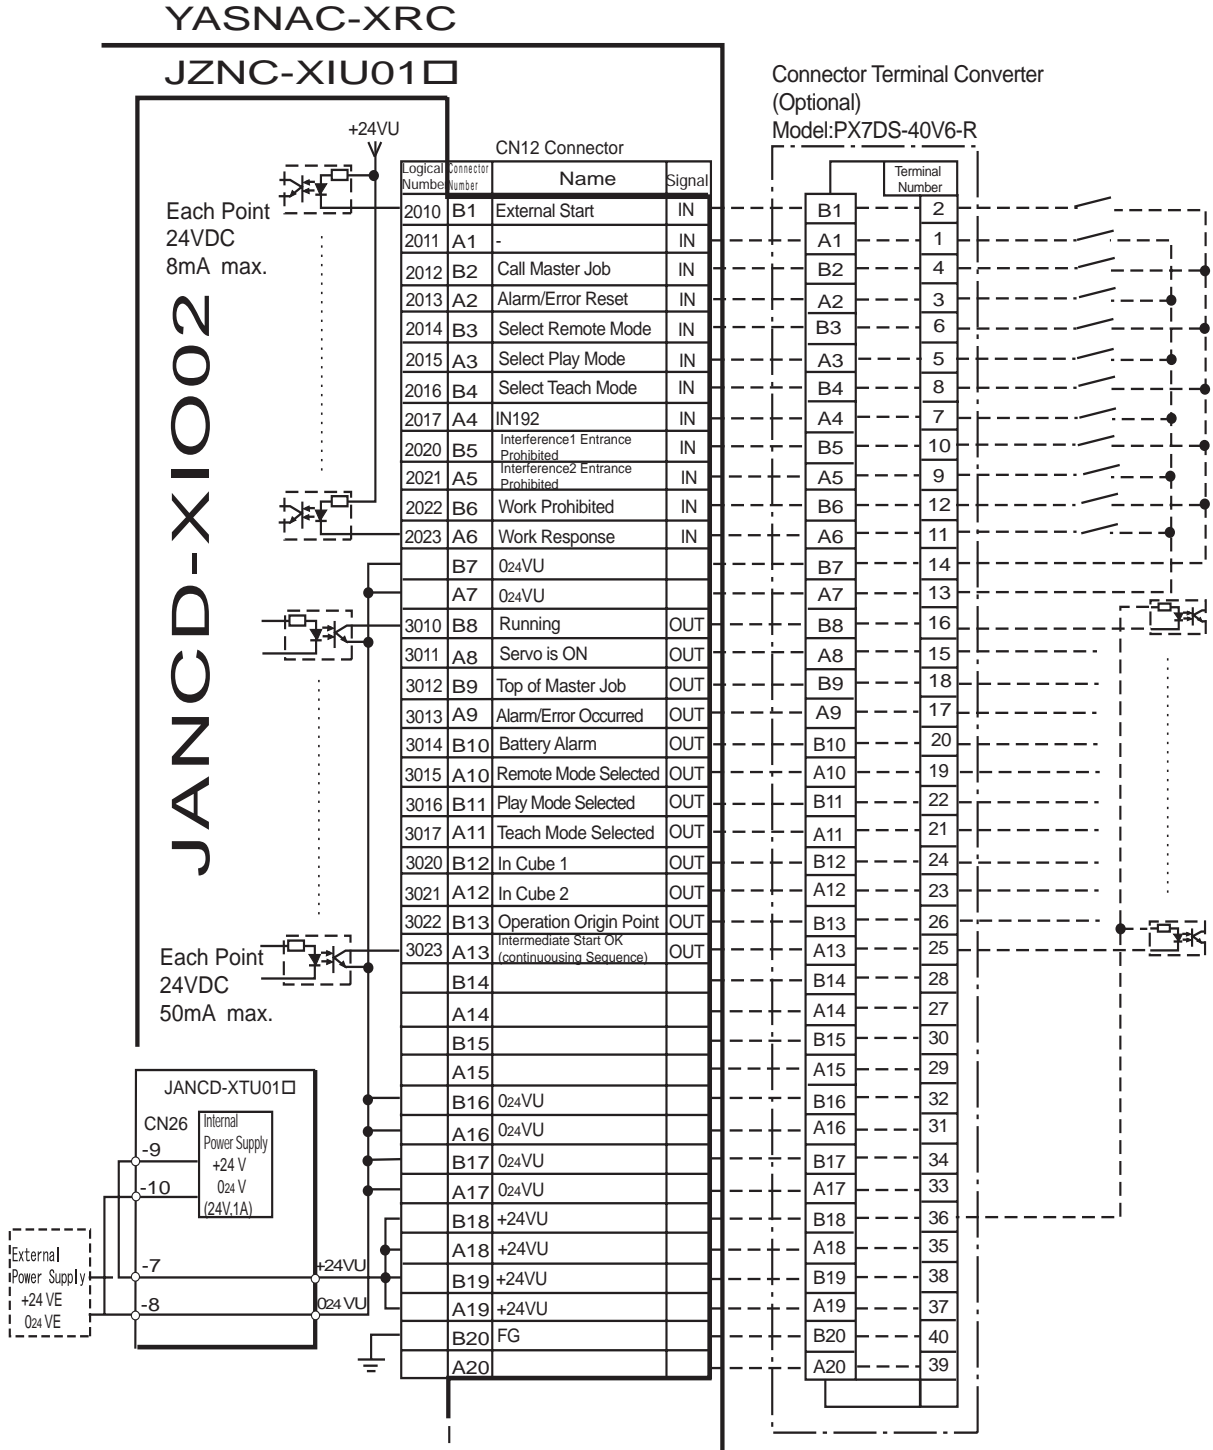 YASNAC-XRC
JZNC-XIU01□
Connector Terminal Converter
(Optional)
Model:PX7DS-40V6-R
+24VU
CN12 Connector
Logical Number Connector Number Name Signal Terminal Number
Each Point
24VDC
8mA max.
JANCD-XIO02
2010 B1 External Start IN B1 2
2011 A1 - IN A1 1
2012 B2 Call Master Job IN B2 4
2013 A2 Alarm/Error Reset IN A2 3
2014 B3 Select Remote Mode IN B3 6
2015 A3 Select Play Mode IN A3 5
2016 B4 Select Teach Mode IN B4 8
2017 A4 IN192 IN A4 7
2020 B5 Interference1 Entrance Prohibited IN B5 10
2021 A5 Interference2 Entrance Prohibited IN A5 9
2022 B6 Work Prohibited IN B6 12
2023 A6 Work Response IN A6 11
B7 024VU B7 14
A7 024VU A7 13
3010 B8 Running OUT B8 16
3011 A8 Servo is ON OUT A8 15
3012 B9 Top of Master Job OUT B9 18
3013 A9 Alarm/Error Occurred OUT A9 17
3014 B10 Battery Alarm OUT B10 20
3015 A10 Remote Mode Selected OUT A10 19
3016 B11 Play Mode Selected OUT B11 22
3017 A11 Teach Mode Selected OUT A11 21
3020 B12 In Cube 1 OUT B12 24
3021 A12 In Cube 2 OUT A12 23
3022 B13 Operation Origin Point OUT B13 26
3023 A13 Intermediate Start OK (continuousing Sequence) OUT A13 25
Each Point
24VDC
50mA max.
B14 B14 28
A14 A14 27
B15 B15 30
A15 A15 29
B16 024VU B16 32
A16 024VU A16 31
B17 024VU B17 34
A17 024VU A17 33
B18 +24VU B18 36
A18 +24VU A18 35
B19 +24VU B19 38
A19 +24VU A19 37
B20 FG B20 40
A20 A20 39
JANCD-XTU01□
CN26
Internal
Power Supply
+24 V
024 V
(24V,1A)
-9
-10
-7
-8
+24VU
024 VU
External
Power Supply
+24 VE
024 VE